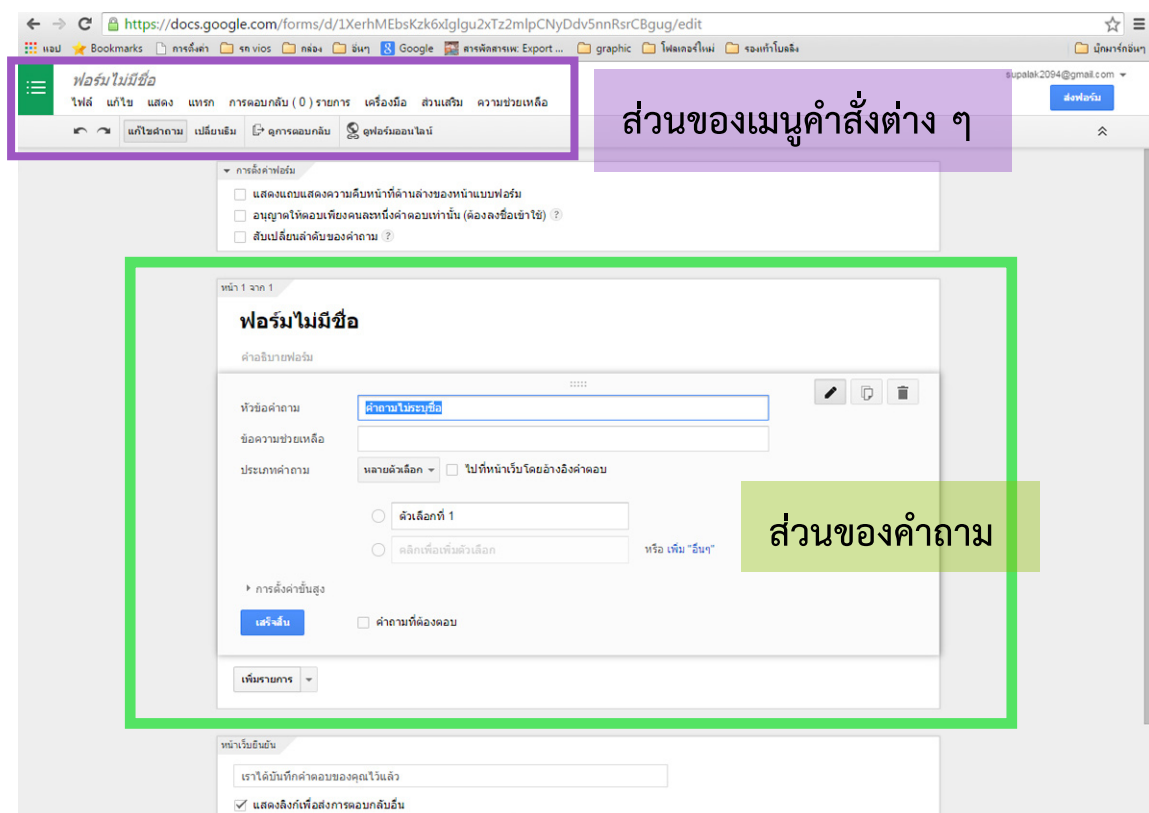 https://docs.google.com/forms/d/1XerhMEbsKzk6xIglgu2xTz2mlpCNyDdv5nnRsrCBgug/edit
แอป Bookmarks การตั้งค่า รก vios กล่อง อื่นๆ Google สารพัดสารพ: Export ... graphic โฟลเดอร์ใหม่ รองเท้าโบลลิ่ง บุ๊กมาร์กอื่นๆ
ฟอร์มไม่มีชื่อ
supalak2094@gmail.com
ไฟล์ แก้ไข แสดง แทรก การตอบกลับ ( 0 ) รายการ เครื่องมือ ส่วนเสริม ความช่วยเหลือ
ส่งฟอร์ม
ส่วนของเมนูคำสั่งต่าง ๆ
แก้ไขคำถาม เปลี่ยนธีม ดูการตอบกลับ ดูฟอร์มออนไลน์
การตั้งค่าฟอร์ม
แสดงแถบแสดงความคืบหน้าที่ด้านล่างของหน้าแบบฟอร์ม
อนุญาตให้ตอบเพียงคนละหนึ่งคำตอบเท่านั้น (ต้องลงชื่อเข้าใช้) ?
สับเปลี่ยนลำดับของคำถาม ?
หน้า 1 จาก 1
ฟอร์มไม่มีชื่อ
คำอธิบายฟอร์ม
หัวข้อคำถาม คำถามไม่ระบุชื่อ
ข้อความช่วยเหลือ
ประเภทคำถาม หลายตัวเลือก ไปที่หน้าเว็บโดยอ้างอิงคำตอบ
ตัวเลือกที่ 1
ส่วนของคำถาม
คลิกเพื่อเพิ่มตัวเลือก หรือ เพิ่ม "อื่นๆ"
การตั้งค่าขั้นสูง
เสร็จสิ้น คำถามที่ต้องตอบ
เพิ่มรายการ
หน้าเว็บยืนยัน
เราได้บันทึกคำตอบของคุณไว้แล้ว
แสดงลิงก์เพื่อส่งการตอบกลับอื่น